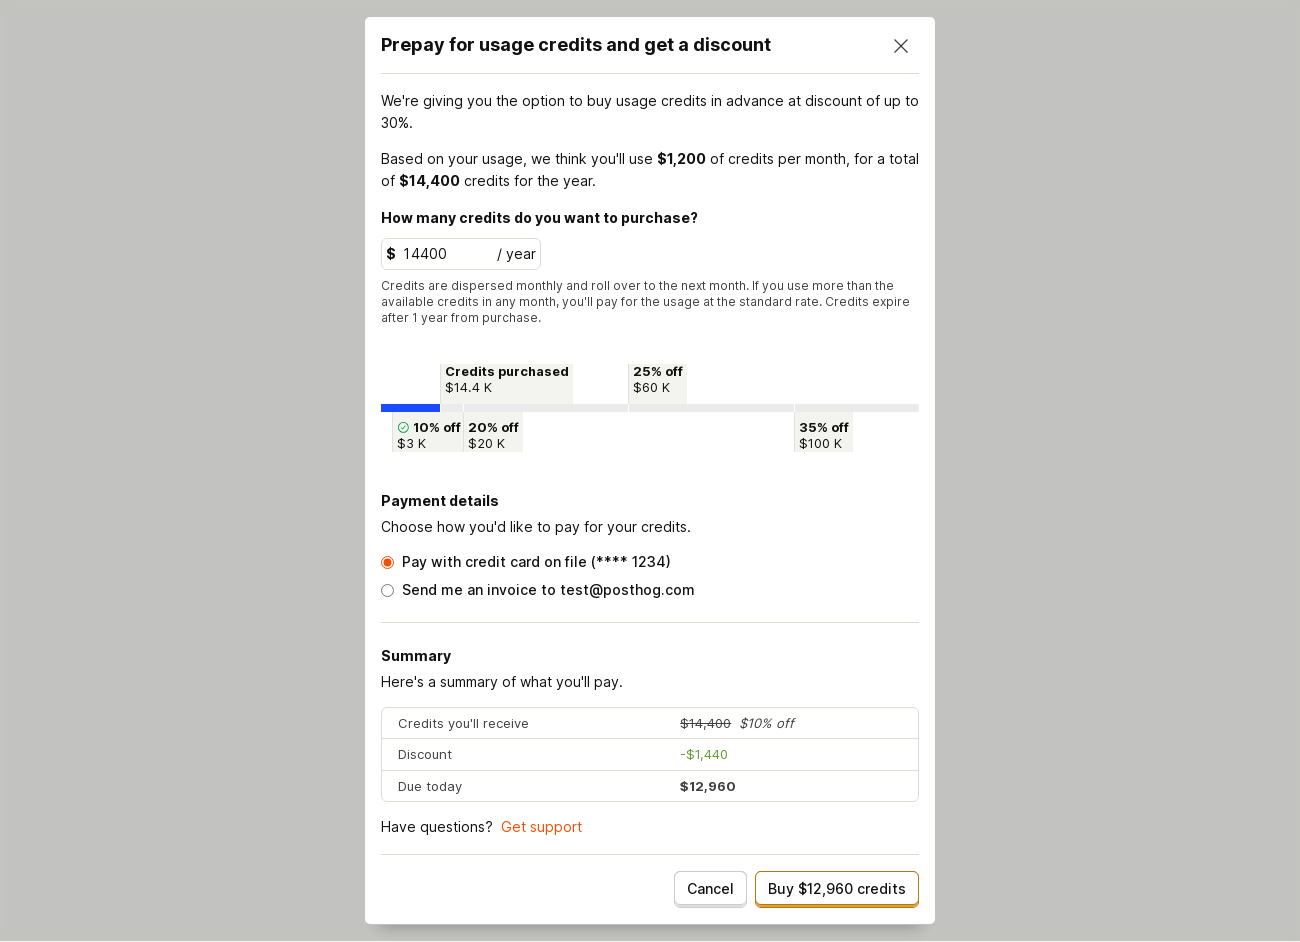 Prepay for usage credits and get a discount
We're giving you the option to buy usage credits in advance at discount of up to
30%.
Based on your usage, we think you'll use $1,200 of credits per month, for a total
of $14,400 credits for the year.
How many credits do you want to purchase?
$ 14400 / year
Credits are dispersed monthly and roll over to the next month. If you use more than the
available credits in any month, you'll pay for the usage at the standard rate. Credits expire
after 1 year from purchase.
Credits purchased
$14.4 K
25% off
$60 K
10% off
$3 K
20% off
$20 K
35% off
$100 K
Payment details
Choose how you'd like to pay for your credits.
Pay with credit card on file (**** 1234)
Send me an invoice to test@posthog.com
Summary
Here's a summary of what you'll pay.
Credits you'll receive $14,400 $10% off
Discount -$1,440
Due today $12,960
Have questions? Get support
Cancel Buy $12,960 credits